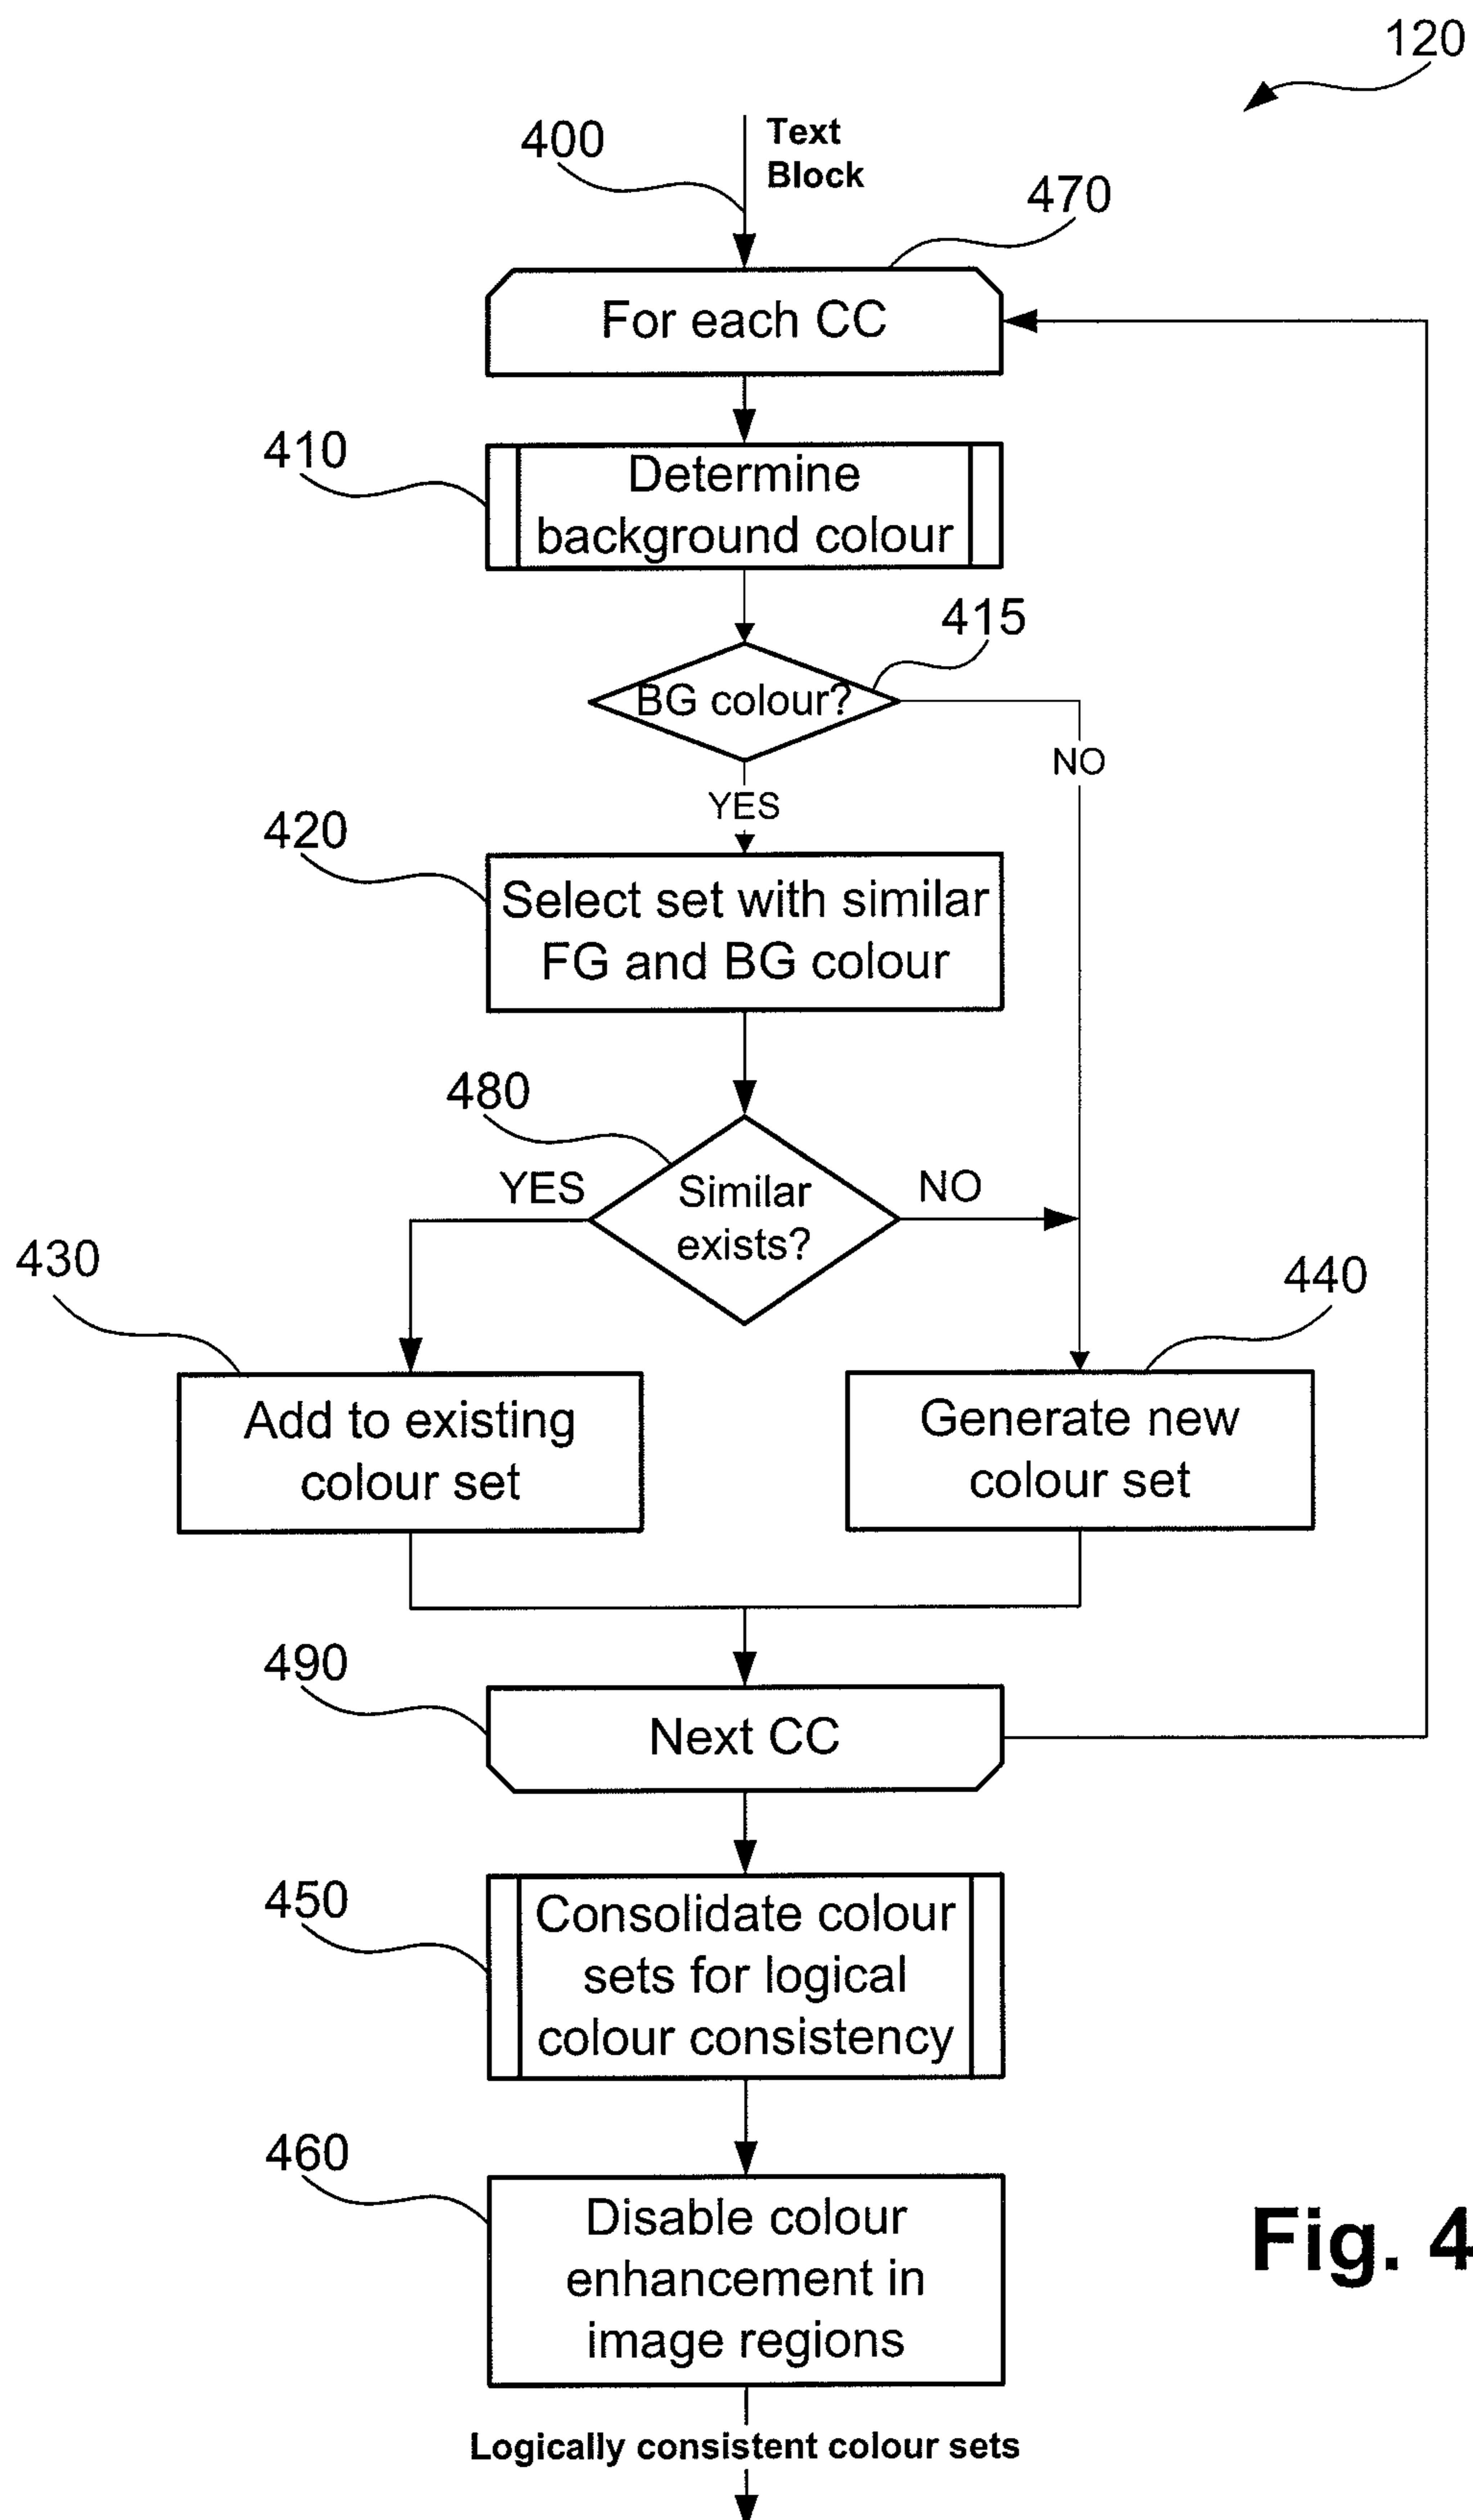 120
400
Text
Block
470
For each CC
410
Determine
background colour
415
BG colour?
NO
YES
420
Select set with similar
FG and BG colour
480
YES
Similar
exists?
NO
430
440
Add to existing
colour set
Generate new
colour set
490
Next CC
450
Consolidate colour
sets for logical
colour consistency
460
Disable colour
enhancement in
image regions
Fig. 4
Logically consistent colour sets